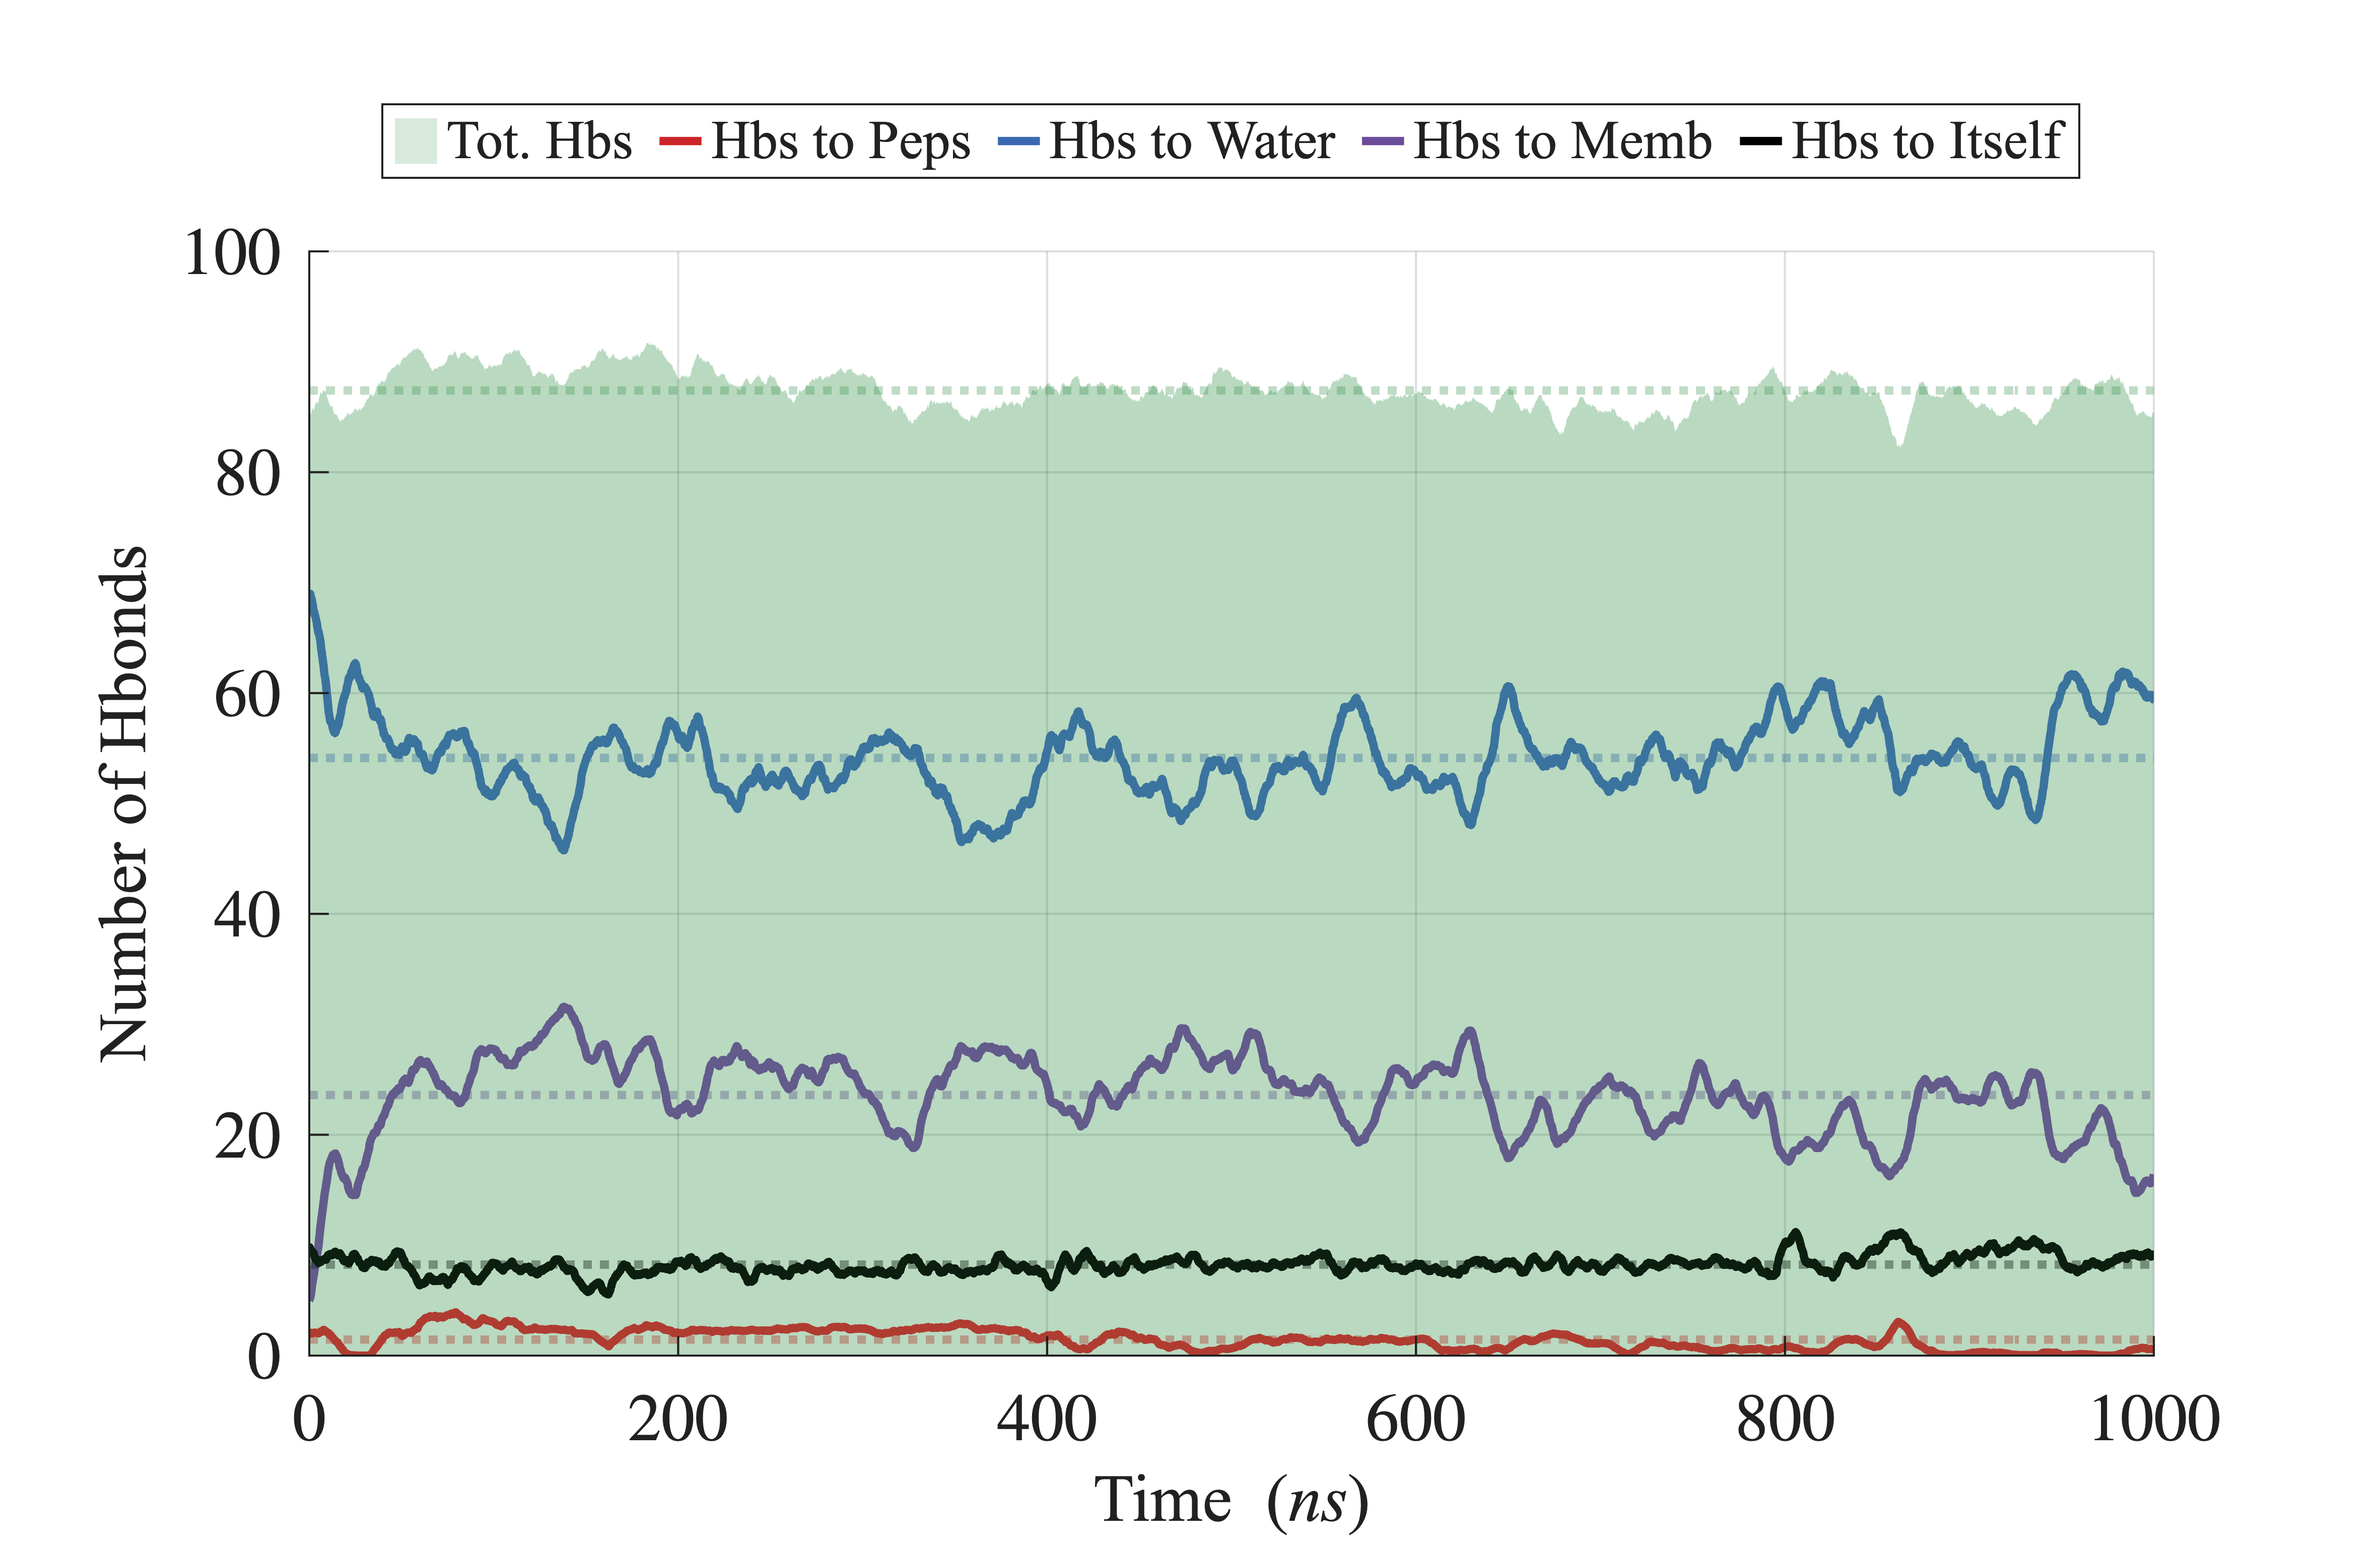 Tot. Hbs Hbs to Peps Hbs to Water Hbs to Memb Hbs to Itself
100
80
60
40
20
0
Number of Hbonds
0 200 400 600 800 1000
Time (ns)